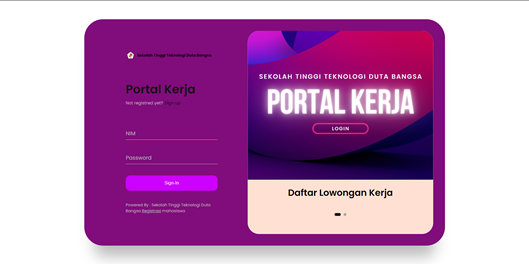 Sekolah Tinggi Teknologi Duta Bangsa
Portal Kerja
Not registred yet? Sign up
NIM
Password
Sign In
Powered By : Sekolah Tinggi Teknologi Duta
Bangsa Registrasi mahasiswa
SEKOLAH TINGGI TEKNOLOGI DUTA BANGSA
PORTAL KERJA
LOGIN
Daftar Lowongan Kerja